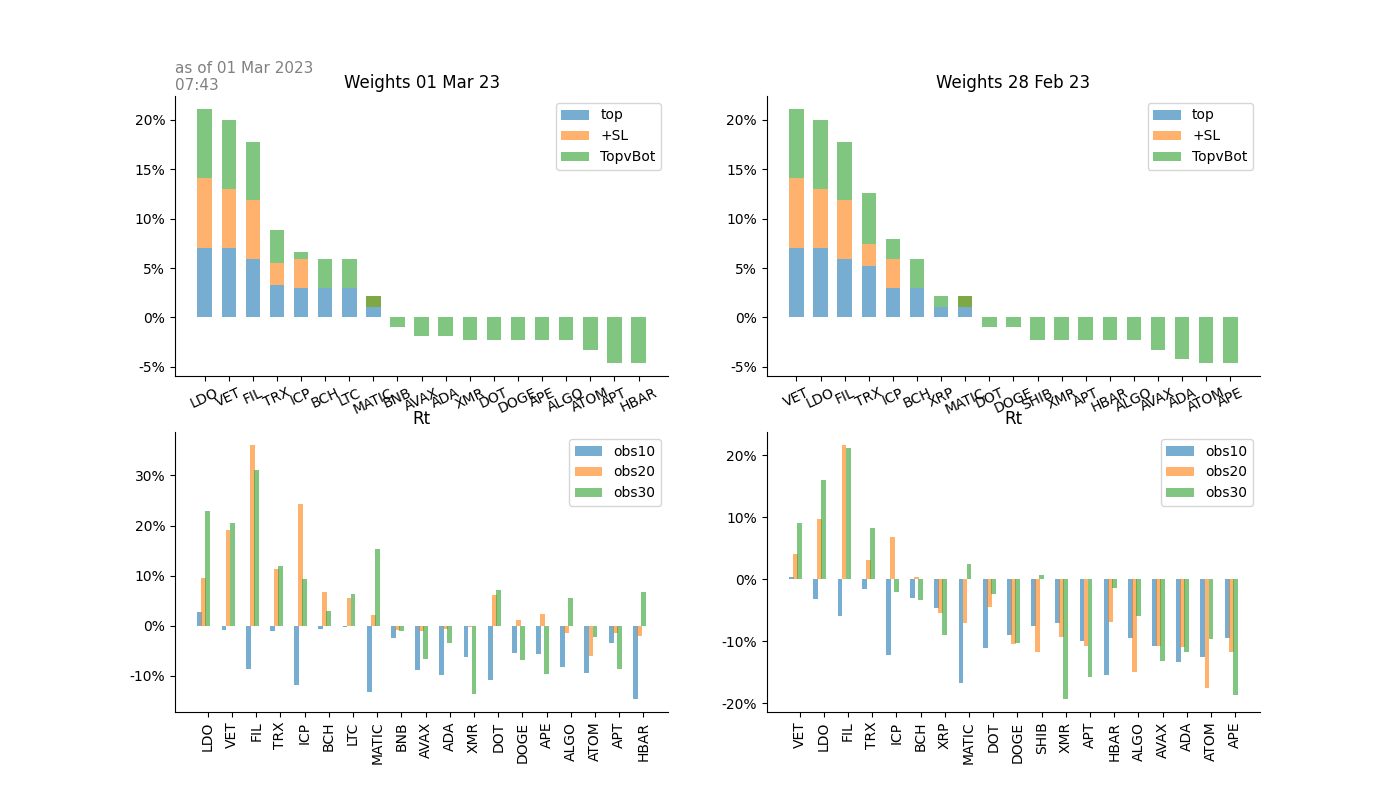 as of 01 Mar 2023
07:43
Weights 01 Mar 23
20%
15%
10%
5%
0%
-5%
top
+SL
TopvBot
LDO
VET
FIL
TRX
ICP
BCH
LTC
MATIC
BNB
AVAX
ADA
XMR
DOT
DOGE
APE
ALGO
ATOM
APT
HBAR
Weights 28 Feb 23
20%
15%
10%
5%
0%
-5%
top
+SL
TopvBot
VET
LDO
FIL
TRX
ICP
BCH
XRP
MATIC
DOT
DOGE
SHIB
XMR
APT
HBAR
ALGO
AVAX
ADA
ATOM
APE
Rt
30%
20%
10%
0%
-10%
obs10
obs20
obs30
LDO
VET
FIL
TRX
ICP
BCH
LTC
MATIC
BNB
AVAX
ADA
XMR
DOT
DOGE
APE
ALGO
ATOM
APT
HBAR
Rt
20%
10%
0%
-10%
-20%
obs10
obs20
obs30
VET
LDO
FIL
TRX
ICP
BCH
XRP
MATIC
DOT
DOGE
SHIB
XMR
APT
HBAR
ALGO
AVAX
ADA
ATOM
APE